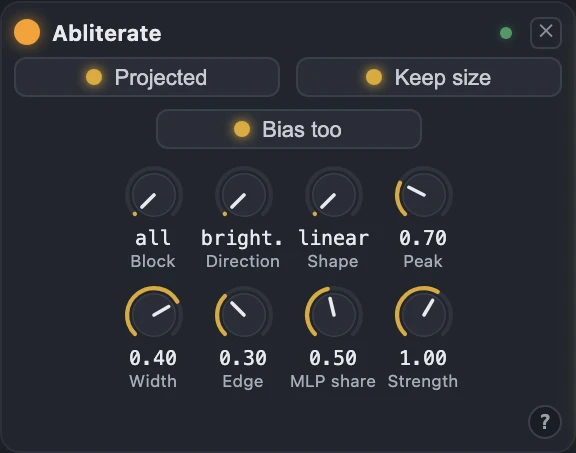 Abliterate
Projected Keep size
Bias too
all bright. linear 0.70
Block Direction Shape Peak
0.40 0.30 0.50 1.00
Width Edge MLP share Strength
?